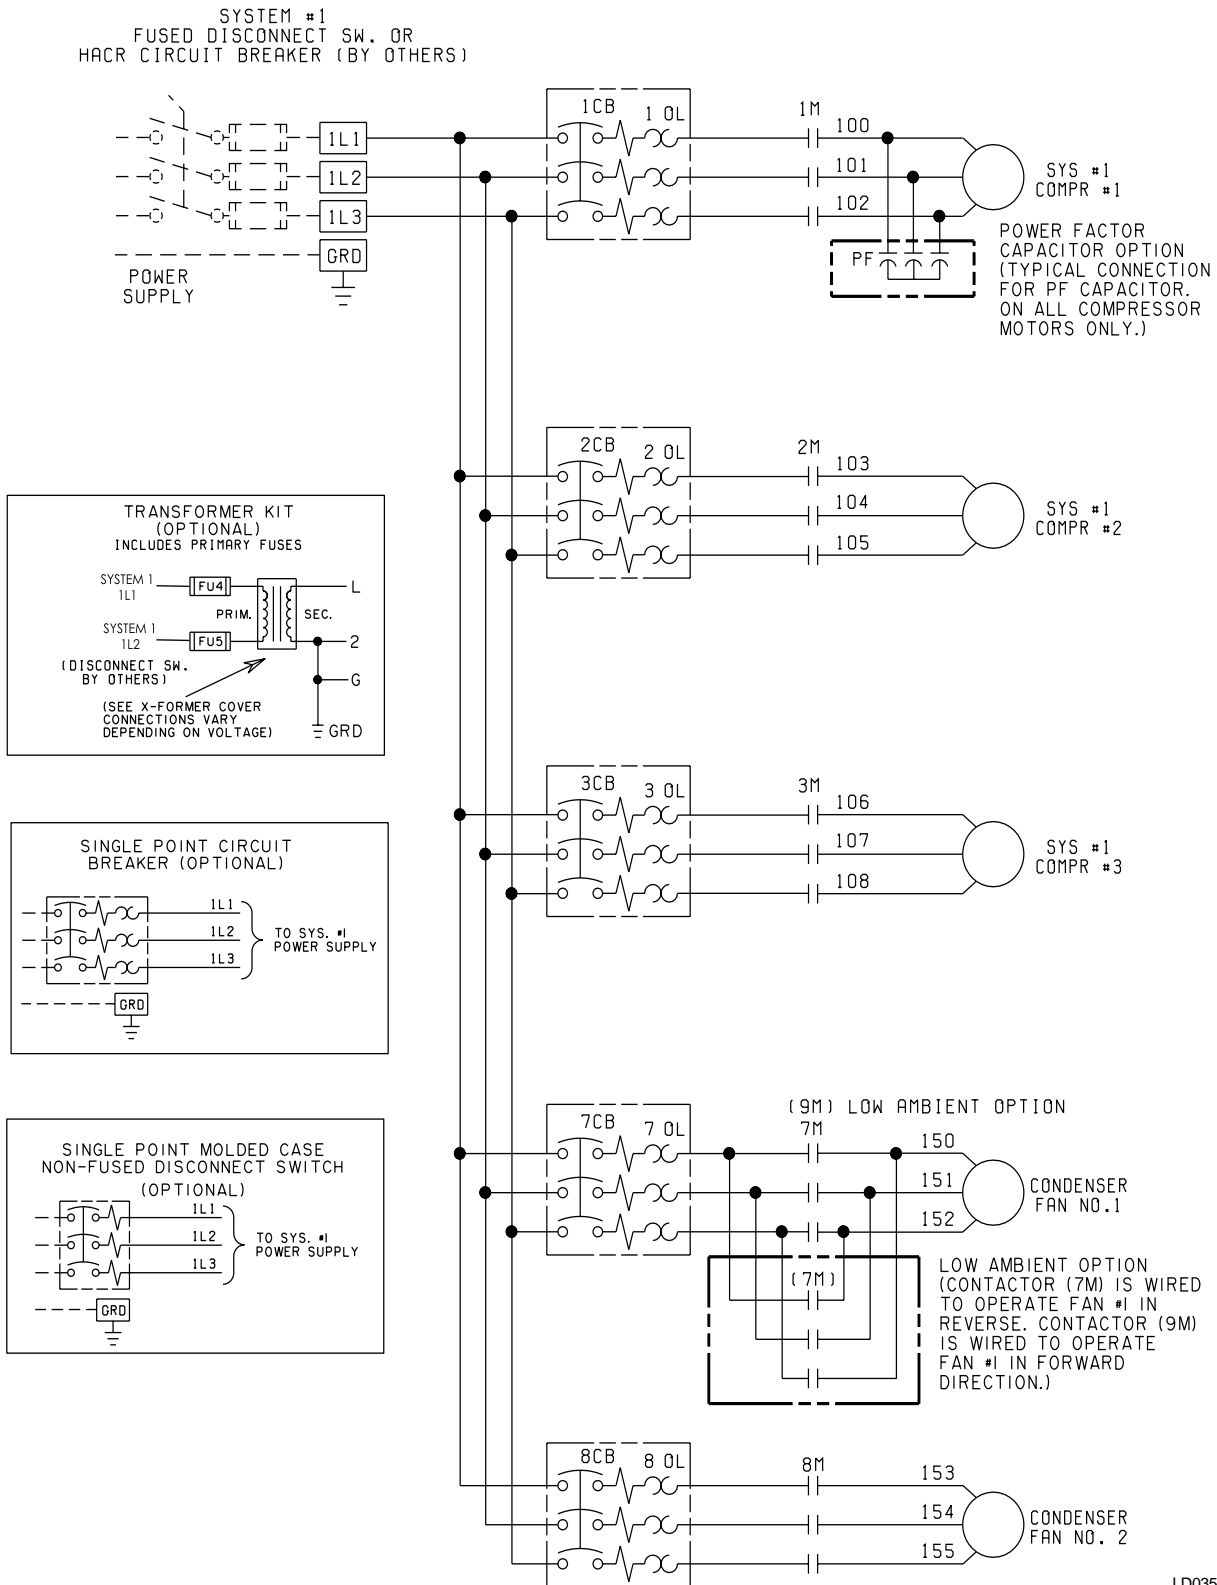 SYSTEM #1
FUSED DISCONNECT SW. OR
HACR CIRCUIT BREAKER (BY OTHERS)
1L1
1L2
1L3
GRD
POWER
SUPPLY
1CB
1 OL
1M
100
101
102
SYS #1
COMPR #1
PF
POWER FACTOR
CAPACITOR OPTION
(TYPICAL CONNECTION
FOR PF CAPACITOR.
ON ALL COMPRESSOR
MOTORS ONLY.)
2CB
2 OL
2M
103
104
105
SYS #1
COMPR #2
TRANSFORMER KIT
(OPTIONAL)
INCLUDES PRIMARY FUSES
SYSTEM 1
1L1
FU4
L
PRIM.
SEC.
SYSTEM 1
1L2
FU5
2
(DISCONNECT SW.
BY OTHERS)
G
(SEE X-FORMER COVER
CONNECTIONS VARY
DEPENDING ON VOLTAGE)
GRD
3CB
3 OL
3M
106
107
108
SYS #1
COMPR #3
SINGLE POINT CIRCUIT
BREAKER (OPTIONAL)
1L1
1L2
1L3
TO SYS. #1
POWER SUPPLY
GRD
(9M) LOW AMBIENT OPTION
7CB
7 OL
7M
150
151
152
CONDENSER
FAN NO.1
(7M)
LOW AMBIENT OPTION
(CONTACTOR (7M) IS WIRED
TO OPERATE FAN #1 IN
REVERSE. CONTACTOR (9M)
IS WIRED TO OPERATE
FAN #1 IN FORWARD
DIRECTION.)
SINGLE POINT MOLDED CASE
NON-FUSED DISCONNECT SWITCH
(OPTIONAL)
1L1
1L2
1L3
TO SYS. #1
POWER SUPPLY
GRD
8CB
8 OL
8M
153
154
155
CONDENSER
FAN NO. 2
LD035